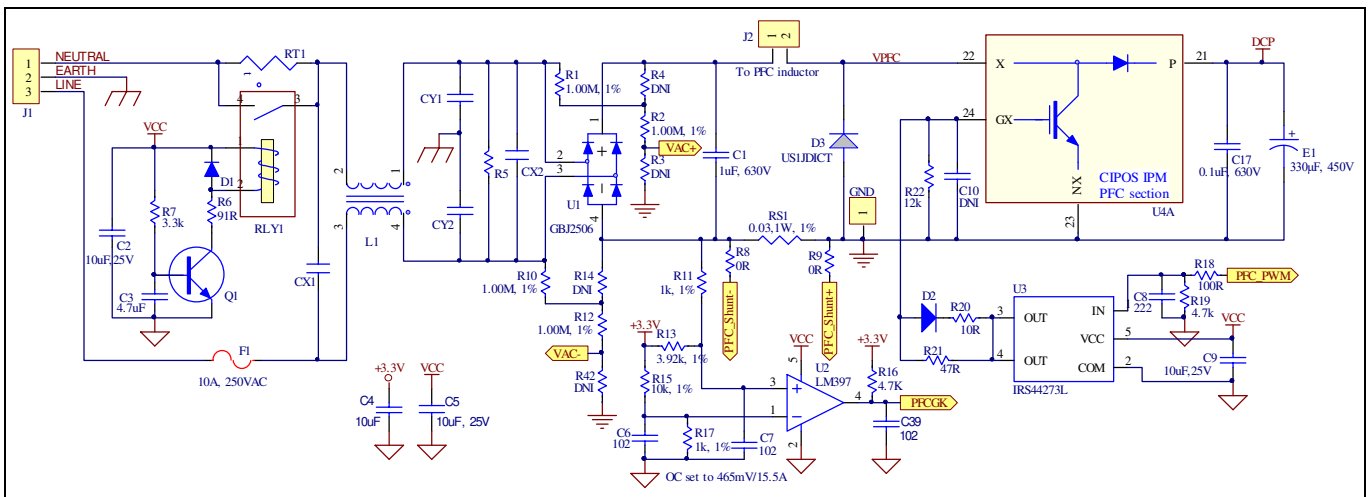 J1
1
2
3
NEUTRAL
EARTH
LINE
RT1
4
3
1
2
RLY1
VCC
D1
R6
91R
R7
3.3k
C2
10uF,25V
C3
4.7uF
Q1
F1
10A, 250VAC
CX1
2
1
3
4
L1
CY1
CY2
R5
CX2
R1
1.00M, 1%
R4
DNI
R2
1.00M, 1%
VAC+
R3
DNI
1
2
3
4
U1
GBJ2506
C1
1uF, 630V
J2
1 2
To PFC inductor
D3
US1JDICT
GND
1
VPFC
22
24
X
GX
P
NX
23
21
CIPOS IPM
PFC section
U4A
R22
12k
C10
DNI
DCP
C17
0.1uF, 630V
+
E1
330μF, 450V
RS1
0.03,1W, 1%
R8
0R
PFC_Shunt-
R9
0R
PFC_Shunt+
R10
1.00M, 1%
R14
DNI
R12
1.00M, 1%
VAC-
R42
DNI
R11
1k, 1%
+3.3V
R13
3.92k, 1%
R15
10k, 1%
C6
102
R17
1k, 1%
C7
102
OC set to 465mV/15.5A
VCC
U2
LM397
5
3
1
4
2
+3.3V
R16
4.7K
PFCGK
C39
102
D2
R20
10R
R21
47R
U3
3
4
OUT
OUT
IN
VCC
COM
1
5
2
IRS44273L
C8
222
R18
100R
R19
4.7k
PFC_PWM
VCC
C9
10uF,25V
+3.3V
C4
10uF
VCC
C5
10uF, 25V